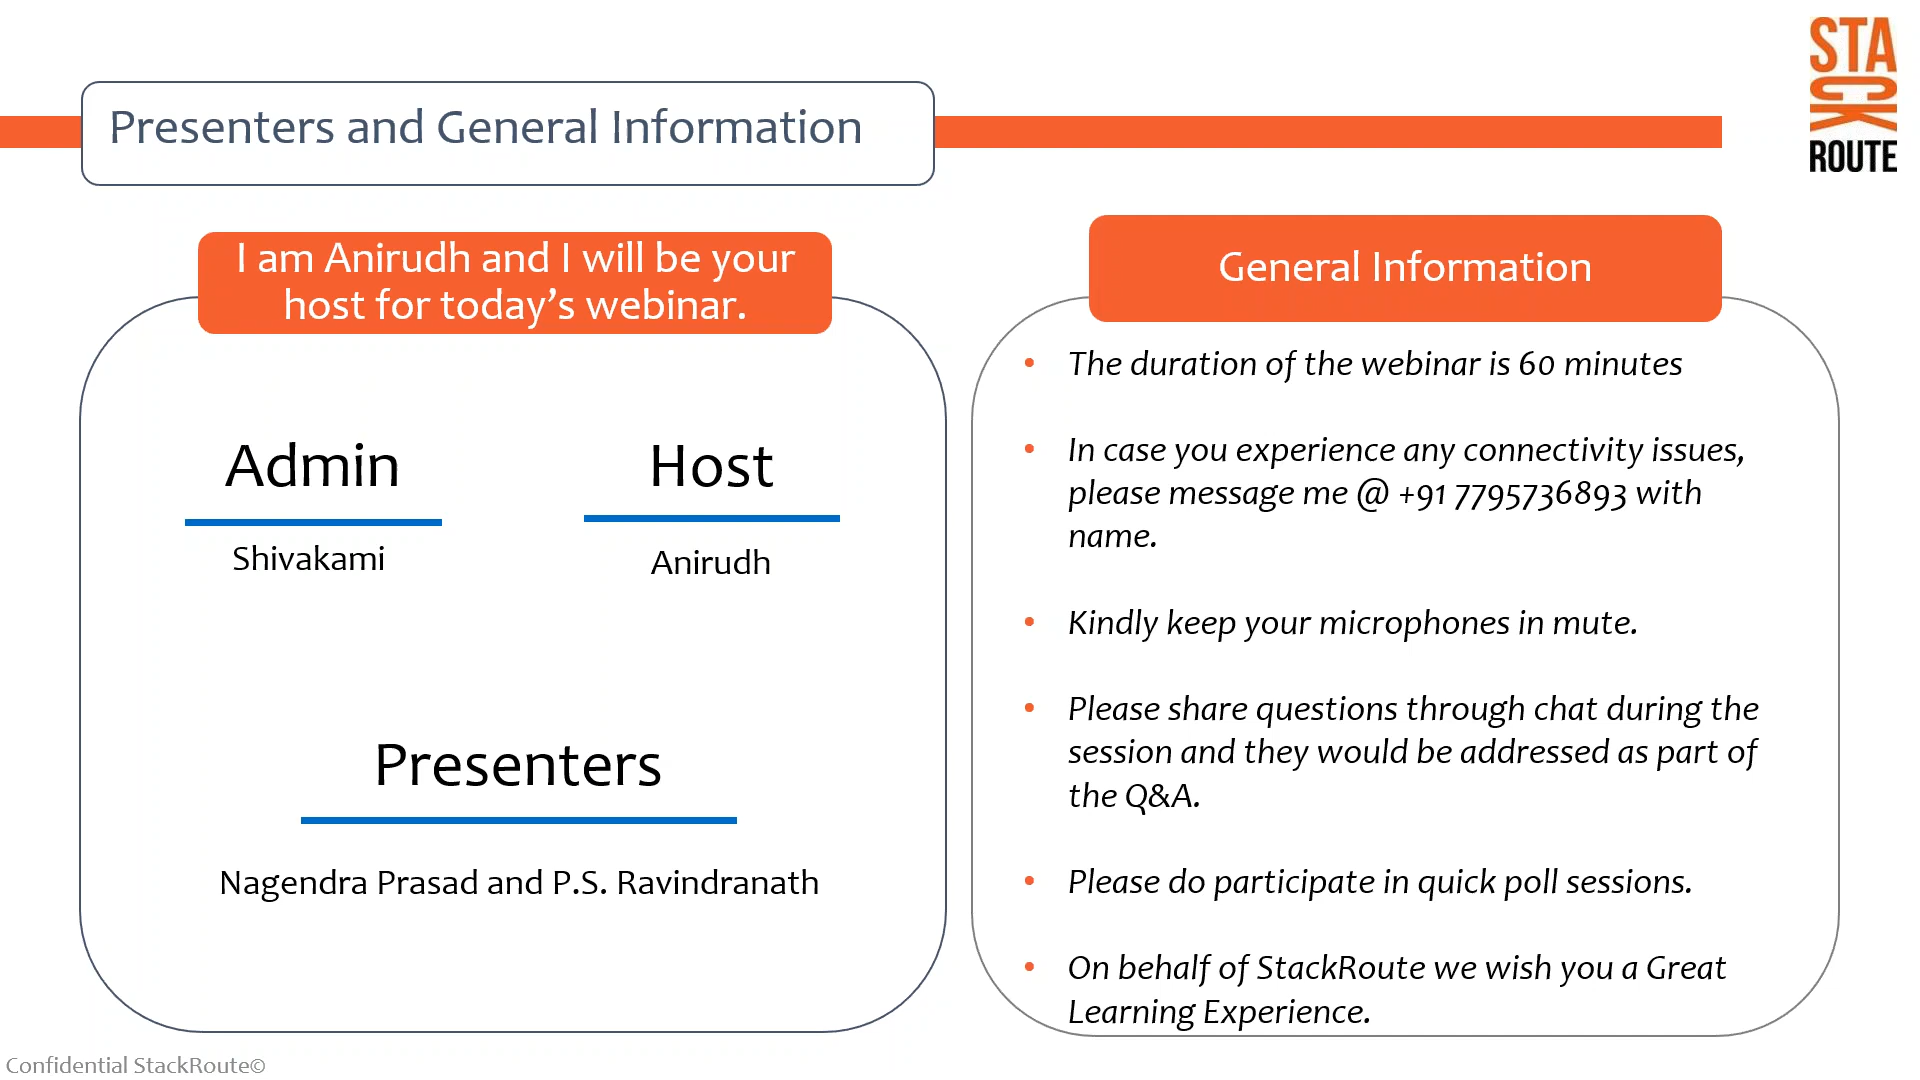 STA
CK
ROUTE
Presenters and General Information
I am Anirudh and I will be your
host for today’s webinar.
Admin
Shivakami
Host
Anirudh
Presenters
Nagendra Prasad and P.S. Ravindranath
General Information
• The duration of the webinar is 60 minutes
• In case you experience any connectivity issues,
please message me @ +91 7795736893 with
name.
• Kindly keep your microphones in mute.
• Please share questions through chat during the
session and they would be addressed as part of
the Q&A.
• Please do participate in quick poll sessions.
• On behalf of StackRoute we wish you a Great
Learning Experience.
Confidential StackRoute©